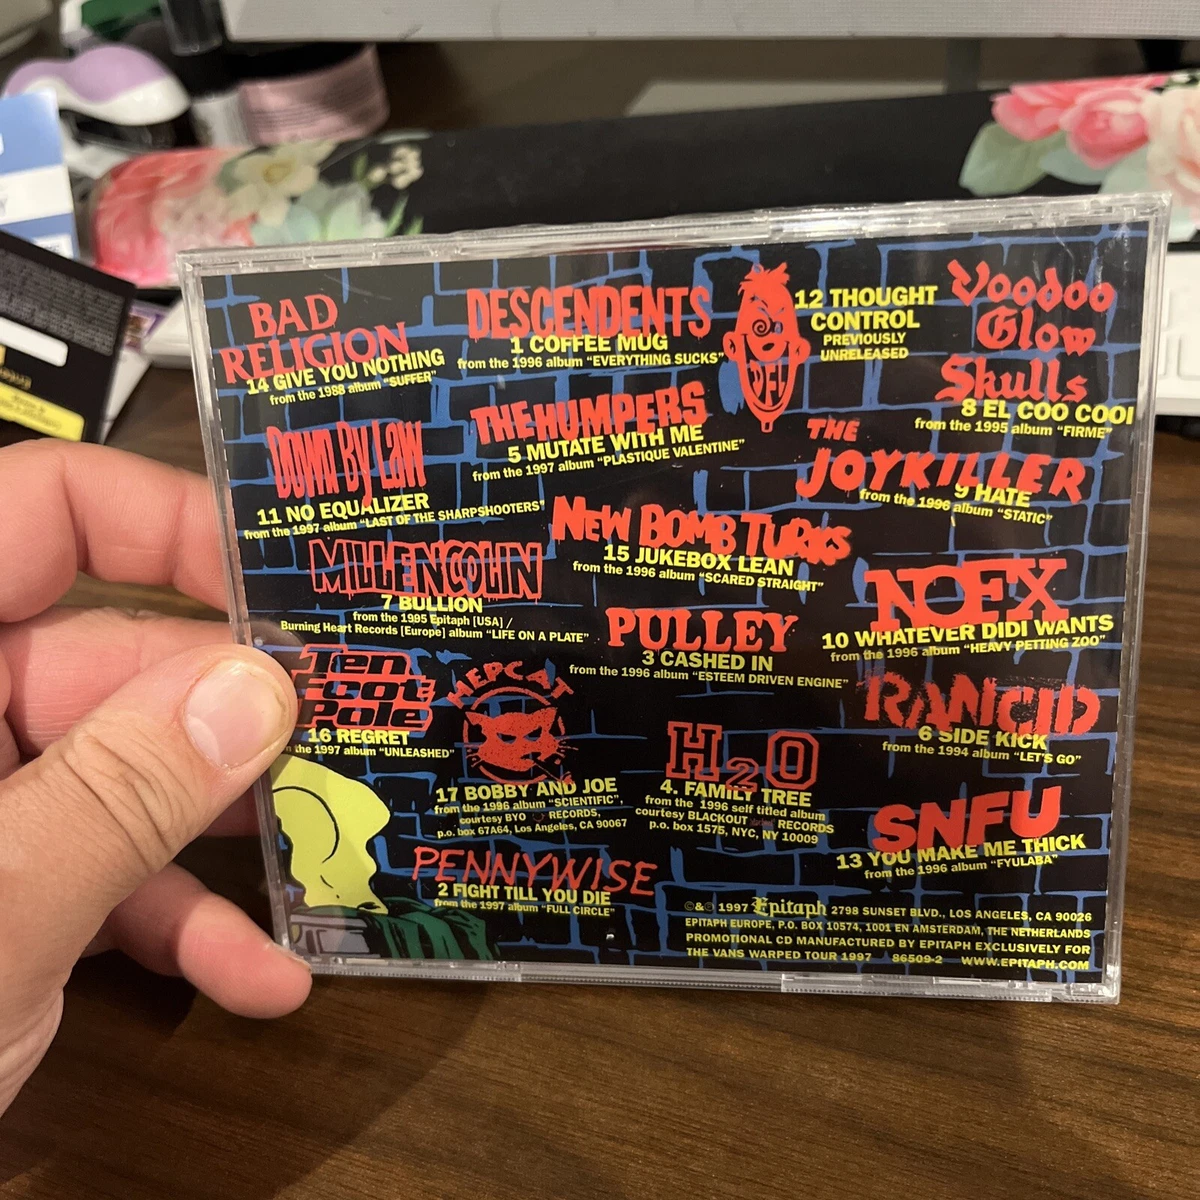 BAD
RELIGION
14 GIVE YOU NOTHING
from the 1988 album "SUFFER"
DESCENDENTS
1 COFFEE MUG
from the 1996 album "EVERYTHING SUCKS"
DFL
12 THOUGHT
CONTROL
PREVIOUSLY
UNRELEASED
Voodoo
Glow
Skulls
8 EL COO COOI
from the 1995 album "FIRME"
DOWN BY LAW
11 NO EQUALIZER
from the 1997 album "LAST OF THE SHARPSHOOTERS"
THE HUMPERS
5 MUTATE WITH ME
from the 1997 album "PLASTIQUE VALENTINE"
THE
JOYKILLER
9 HATE
from the 1996 album "STATIC"
NEW BOMB TURKS
15 JUKEBOX LEAN
from the 1996 album "SCARED STRAIGHT"
MILLENCOLIN
7 BULLION
from the 1995 Epitaph [USA] /
Burning Heart Records [Europe] album "LIFE ON A PLATE"
PULLEY
3 CASHED IN
from the 1996 album "ESTEEM DRIVEN ENGINE"
NOFX
10 WHATEVER DIDI WANTS
from the 1996 album "HEAVY PETTING ZOO"
Ten
Foot
Pole
16 REGRET
the 1997 album "UNLEASHED"
HEPCAT
17 BOBBY AND JOE
from the 1996 album "SCIENTIFIC"
courtesy BYO RECORDS,
p.o. box 67A64, Los Angeles, CA 90067
H2O
4. FAMILY TREE
from the 1996 self titled album
courtesy BLACKOUT RECORDS
p.o. box 1575, NYC, NY 10009
RANCID
6 SIDE KICK
from the 1994 album "LET'S GO"
SNFU
13 YOU MAKE ME THICK
from the 1996 album "FYULABA"
PENNYWISE
2 FIGHT TILL YOU DIE
from the 1997 album "FULL CIRCLE"
©&℗ 1997 Epitaph 2798 SUNSET BLVD., LOS ANGELES, CA 90026
EPITAPH EUROPE, P.O. BOX 10574, 1001 EN AMSTERDAM, THE NETHERLANDS
PROMOTIONAL CD MANUFACTURED BY EPITAPH EXCLUSIVELY FOR
THE VANS WARPED TOUR 1997 86509-2 WWW.EPITAPH.COM